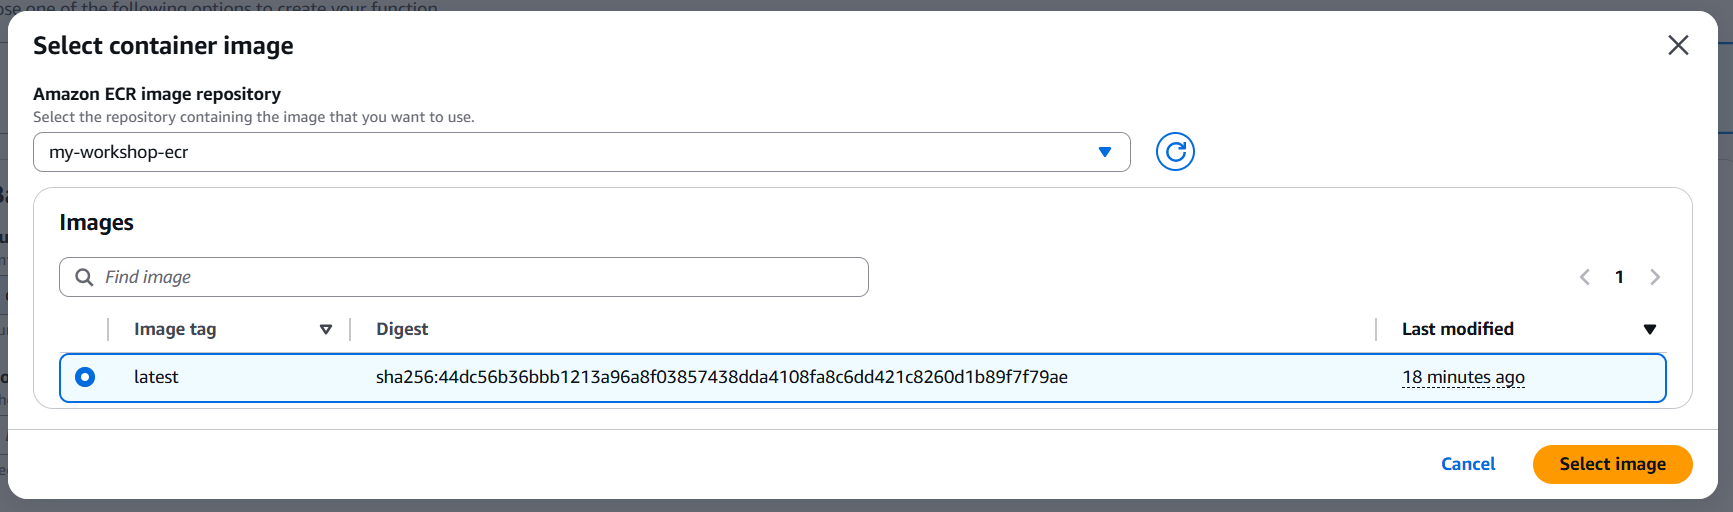 ose one of the following options to create your function.
Select container image
Amazon ECR image repository
Select the repository containing the image that you want to use.
my-workshop-ecr
Images
Find image
1
Image tag Digest Last modified
latest sha256:44dc56b36bbb1213a96a8f03857438dda4108fa8c6dd421c8260d1b89f7f79ae 18 minutes ago
Cancel Select image